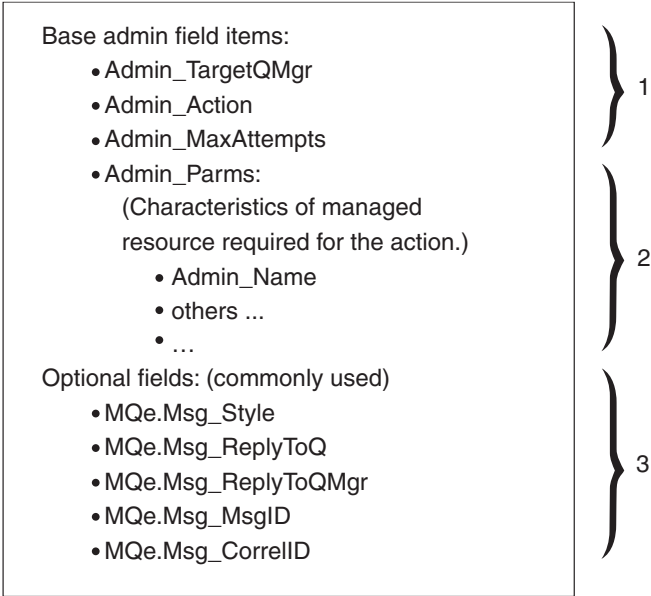 Base admin field items:
• Admin_TargetQMgr
• Admin_Action
• Admin_MaxAttempts
1
• Admin_Parms:
(Characteristics of managed
resource required for the action.)
• Admin_Name
• others ...
• ...
2
Optional fields: (commonly used)
• MQe.Msg_Style
• MQe.Msg_ReplyToQ
• MQe.Msg_ReplyToQMgr
• MQe.Msg_MsgID
• MQe.Msg_CorrelID
3